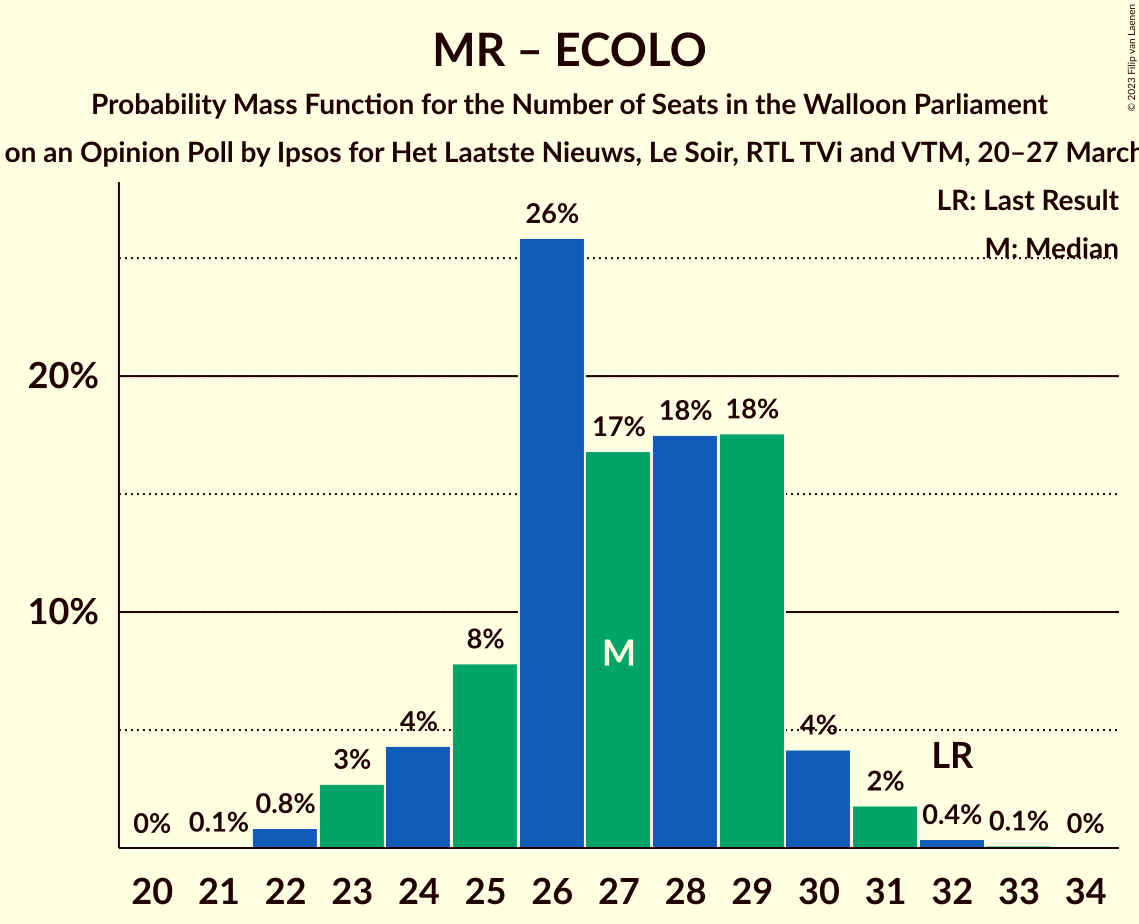 MR – ECOLO
Probability Mass Function for the Number of Seats in the Walloon Parliament
on an Opinion Poll by Ipsos for Het Laatste Nieuws, Le Soir, RTL TVi and VTM, 20–27 March
© 2023 Filip van Laenen
LR: Last Result
M: Median
26%
20%
17% 18% 18%
10%
8%
M
4% 4%
LR
3% 2%
0% 0.1% 0.8% 0.4% 0.1% 0%
20 21 22 23 24 25 26 27 28 29 30 31 32 33 34